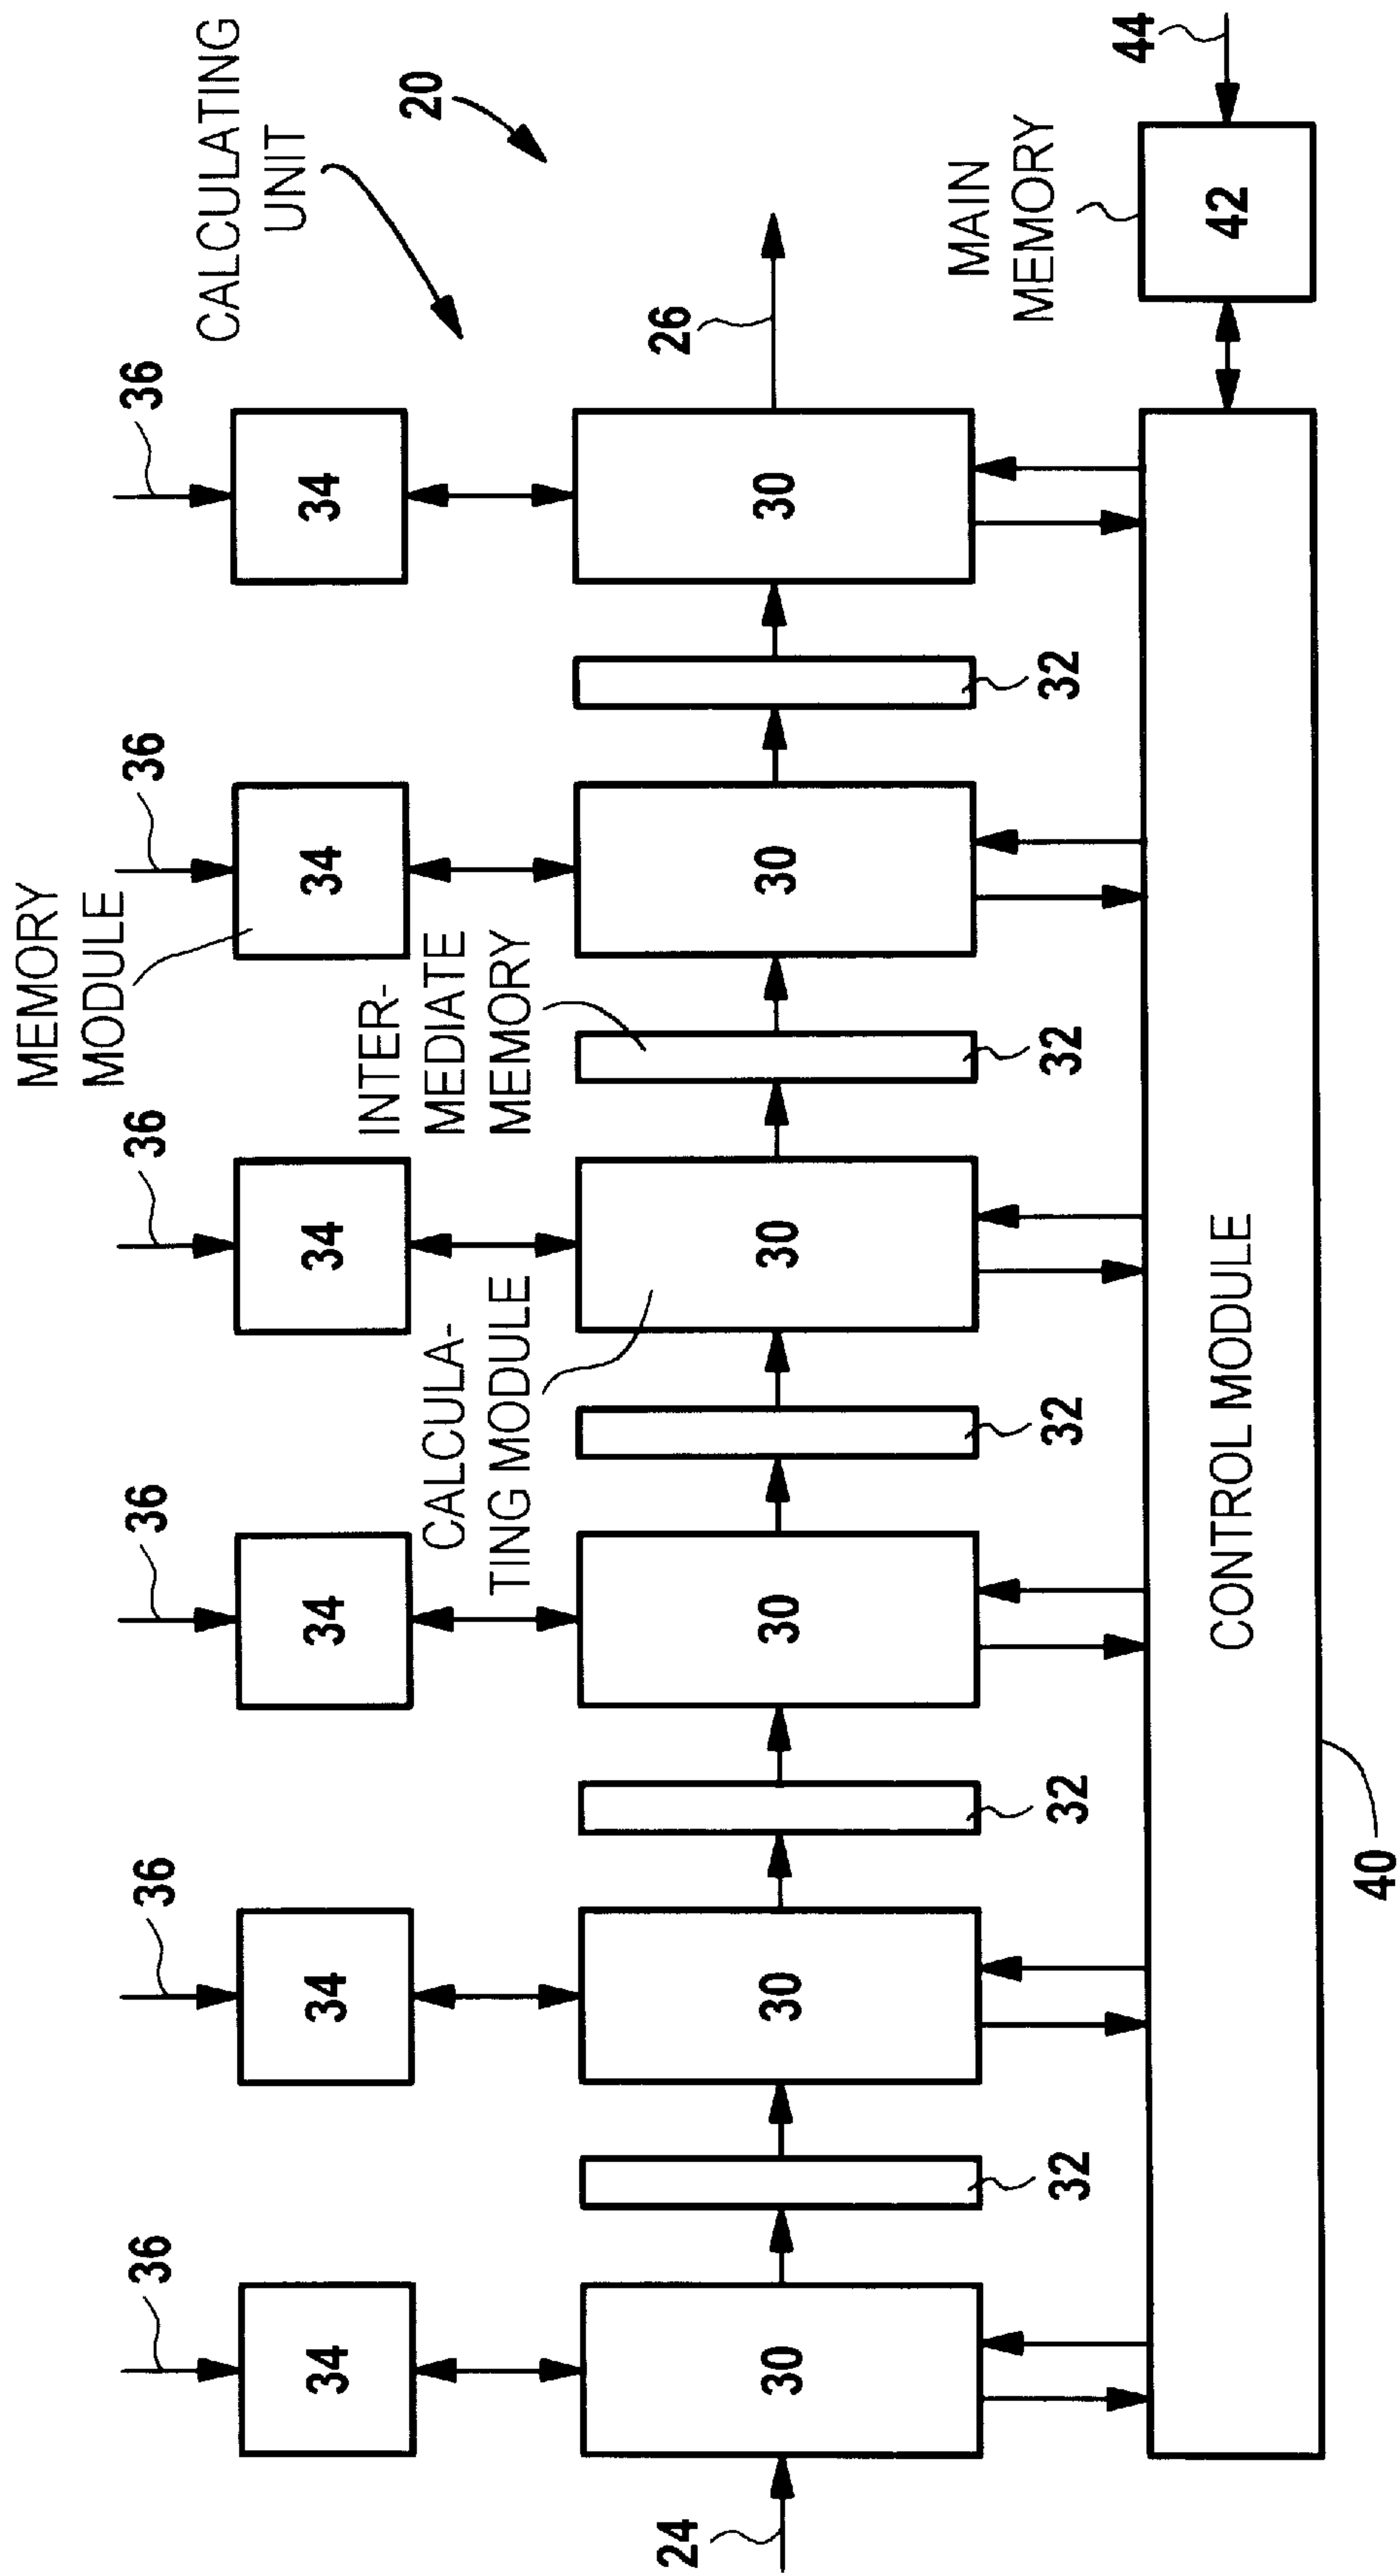 CALCULATING
UNIT
20
36
36
36
36
36
36
MEMORY
MODULE
34
34
34
34
34
34
INTER-
MEDIATE
MEMORY
CALCULA-
TING MODULE
24
30
30
30
30
30
30
26
32
32
32
32
32
MAIN
MEMORY
CONTROL MODULE
42
44
40